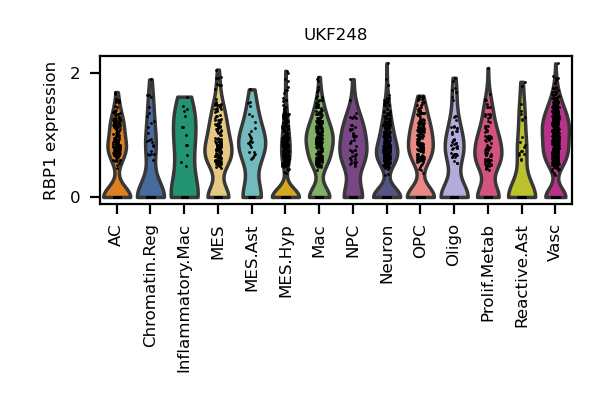 UKF248
RBP1 expression
2
0
AC
Chromatin.Reg
Inflammatory.Mac
MES
MES.Ast
MES.Hyp
Mac
NPC
Neuron
OPC
Oligo
Prolif.Metab
Reactive.Ast
Vasc